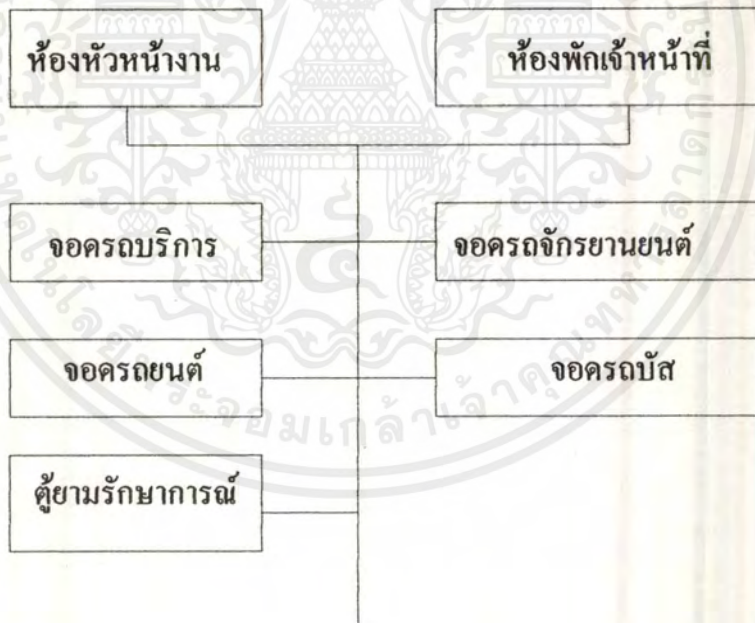 ห้องหัวหน้างาน
ห้องพักเจ้าหน้าที่
จอดรถบริการ
จอดรถจักรยานยนต์
จอดรถยนต์
จอดรถบัส
ตู้ยามรักษาการณ์